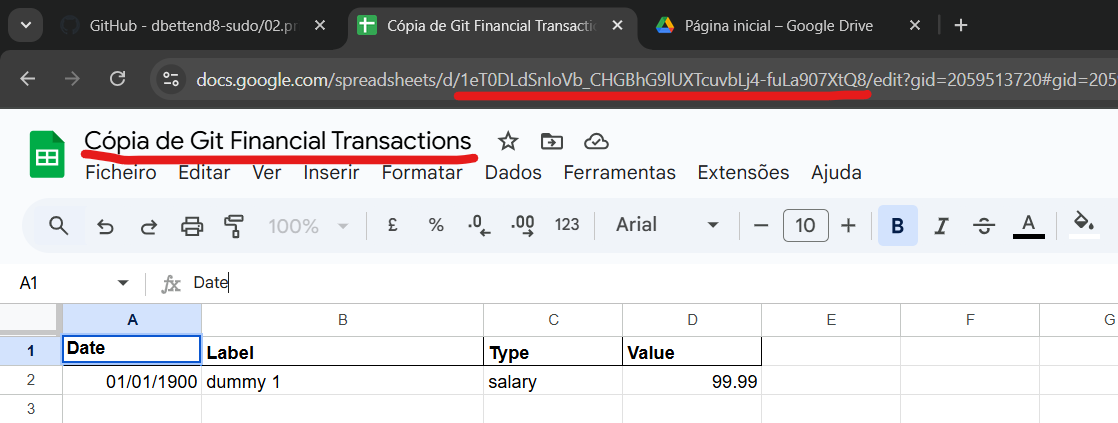 GitHub - dbettend8-sudo/02.pr
Cópia de Git Financial Transactio
Página inicial – Google Drive
docs.google.com/spreadsheets/d/1eT0DLdSnloVb_CHGBhG9lUXTcuvbLj4-fuLa907XtQ8/edit?gid=2059513720#gid=205
Cópia de Git Financial Transactions
Ficheiro Editar Ver Inserir Formatar Dados Ferramentas Extensões Ajuda
100% £ % .0 .00 123 Arial 10 B I S A
A1 fx Date
A B C D E F G
1 Date Label Type Value
2 01/01/1900 dummy 1 salary 99.99
3